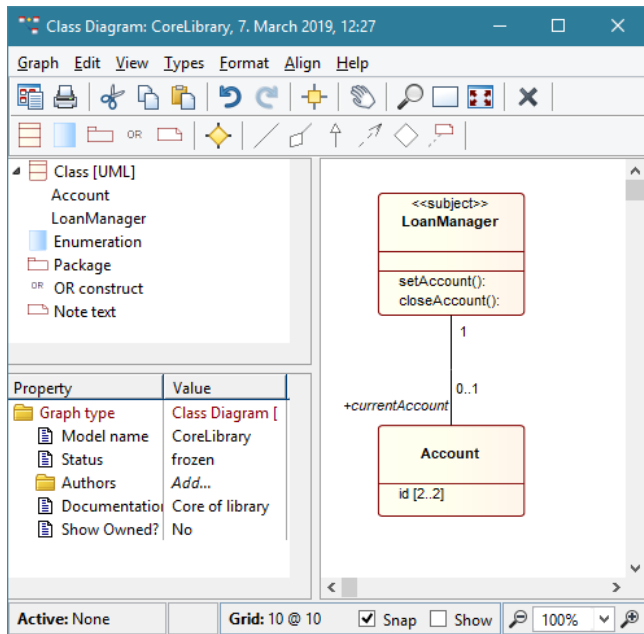 Class Diagram: CoreLibrary, 7. March 2019, 12:27
Graph Edit View Types Format Align Help
OR
Class [UML]
Account
LoanManager
Enumeration
Package
OR OR construct
Note text
Property Value
Graph type Class Diagram [
Model name CoreLibrary
Status frozen
Authors Add...
Documentation Core of library
Show Owned? No
<<subject>>
LoanManager
setAccount():
closeAccount():
1
0..1
+currentAccount
Account
id [2..2]
Active: None Grid: 10 @ 10 Snap Show 100%